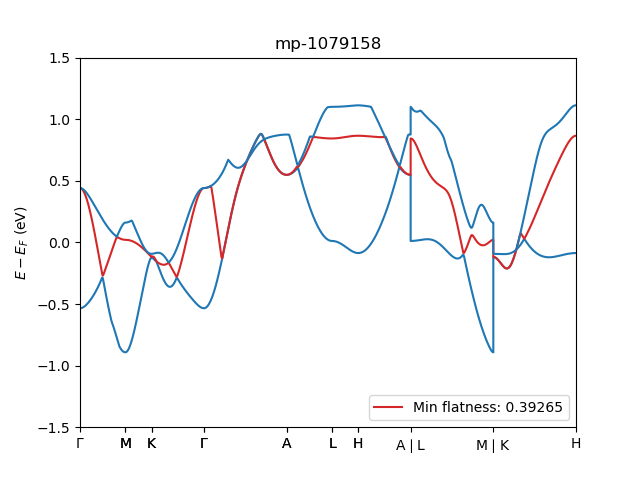 mp-1079158
E − E_F (eV)
1.5
1.0
0.5
0.0
−0.5
−1.0
−1.5
Min flatness: 0.39265
Γ M K Γ A L H A | L M | K H